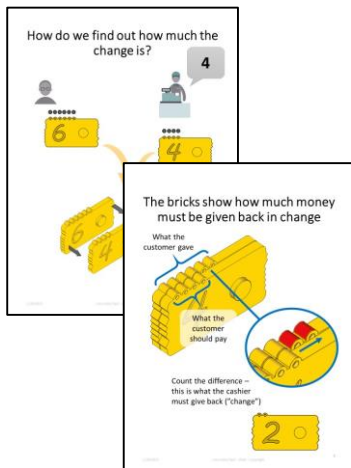 How do we find out how much the
change is?
4
6
4
6
4
The bricks show how much money
must be given back in change
What the
customer gave
What the
customer
should pay
Count the difference –
this is what the cashier
must give back ("change")
2